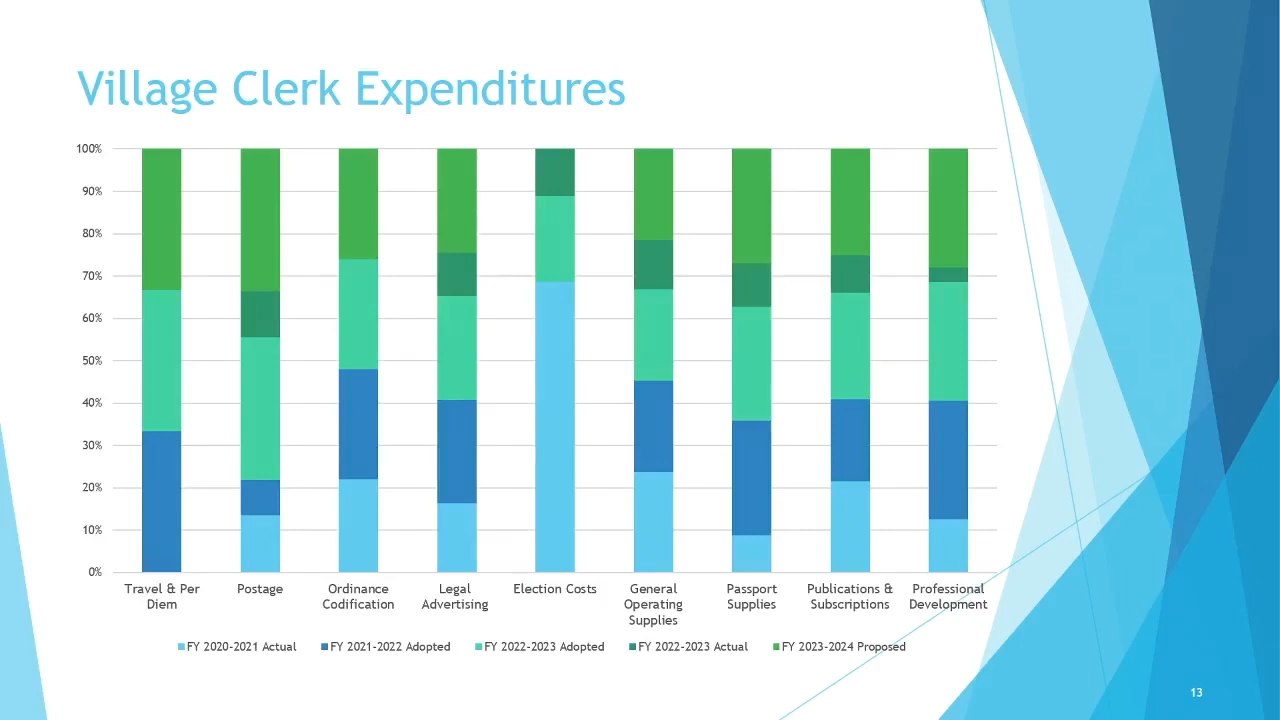 Village Clerk Expenditures
100%
90%
80%
70%
60%
50%
40%
30%
20%
10%
0%
Travel & Per
Diem
Postage
Ordinance
Codification
Legal
Advertising
Election Costs
General
Operating
Supplies
Passport
Supplies
Publications &
Subscriptions
Professional
Development
FY 2020-2021 Actual
FY 2021-2022 Adopted
FY 2022-2023 Adopted
FY 2022-2023 Actual
FY 2023-2024 Proposed
13